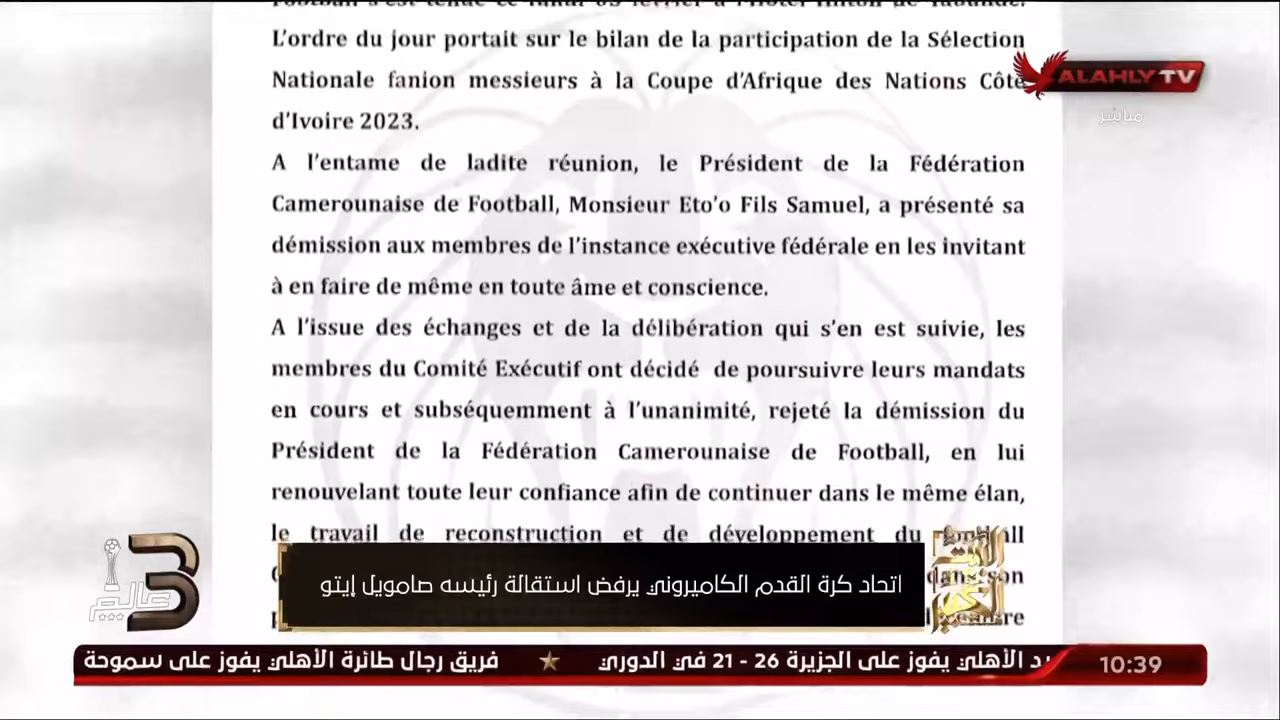 L'ordre du jour portait sur le bilan de la participation de la Sélection
Nationale fanion messieurs à la Coupe d'Afrique des Nations Côte
d'Ivoire 2023.
A l'entame de ladite réunion, le Président de la Fédération
Camerounaise de Football, Monsieur Eto'o Fils Samuel, a présenté sa
démission aux membres de l'instance exécutive fédérale en les invitant
à en faire de même en toute âme et conscience.
A l'issue des échanges et de la délibération qui s'en est suivie, les
membres du Comité Exécutif ont décidé de poursuivre leurs mandats
en cours et subséquemment à l'unanimité, rejeté la démission du
Président de la Fédération Camerounaise de Football, en lui
renouvelant toute leur confiance afin de continuer dans le même élan,
le travail de reconstruction et de développement du
dans son
ALAHLY TV
مباشر
اتحاد كرة القدم الكاميروني يرفض استقالة رئيسه صامويل إيتو
3
عالم
يد الأهلي يفوز على الجزيرة 26 - 21 في الدوري ★ فريق رجال طائرة الأهلي يفوز على سموحة
10:39